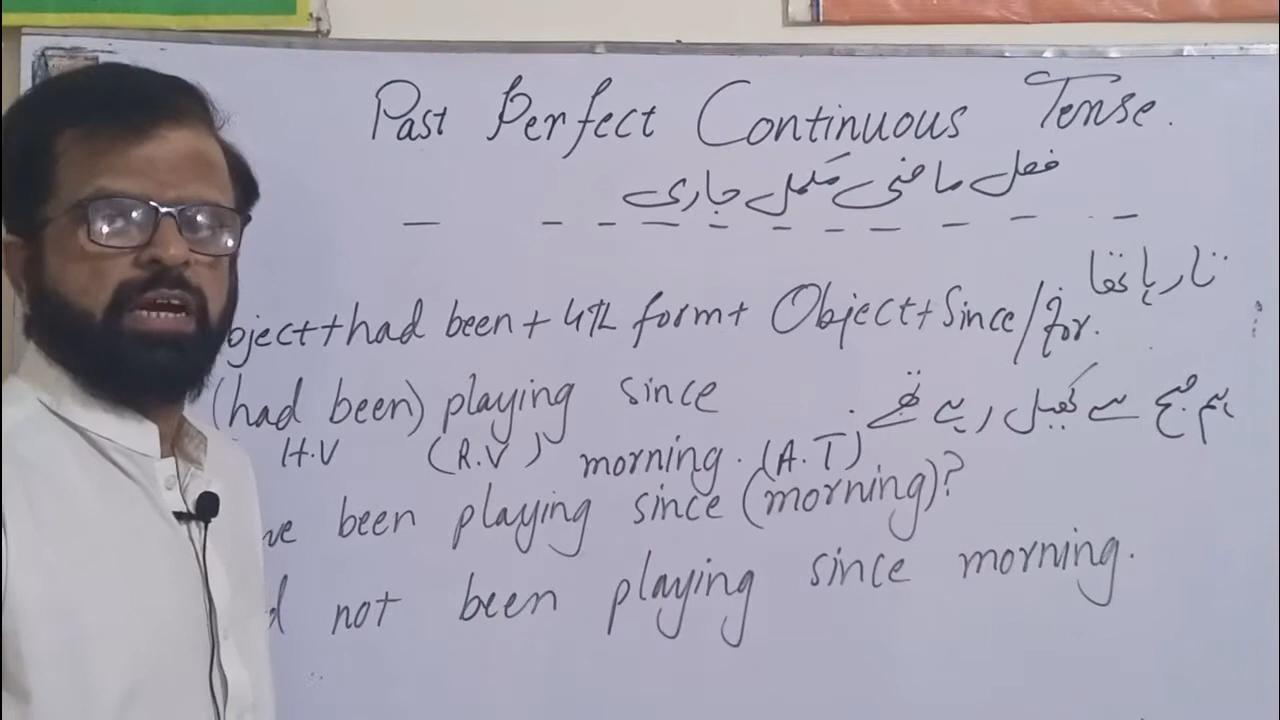 Past Perfect Continuous Tense.
فعل ماضی مکمل جاری
تا رہا تھا
bject++had been+ 4th form+ Object+Since/for.
(had been) playing since
ہم صبح سے کھیل رہے تھے
H.V (R.V) morning. (A.T)
ve been playing since (morning)?
d not been playing since morning.